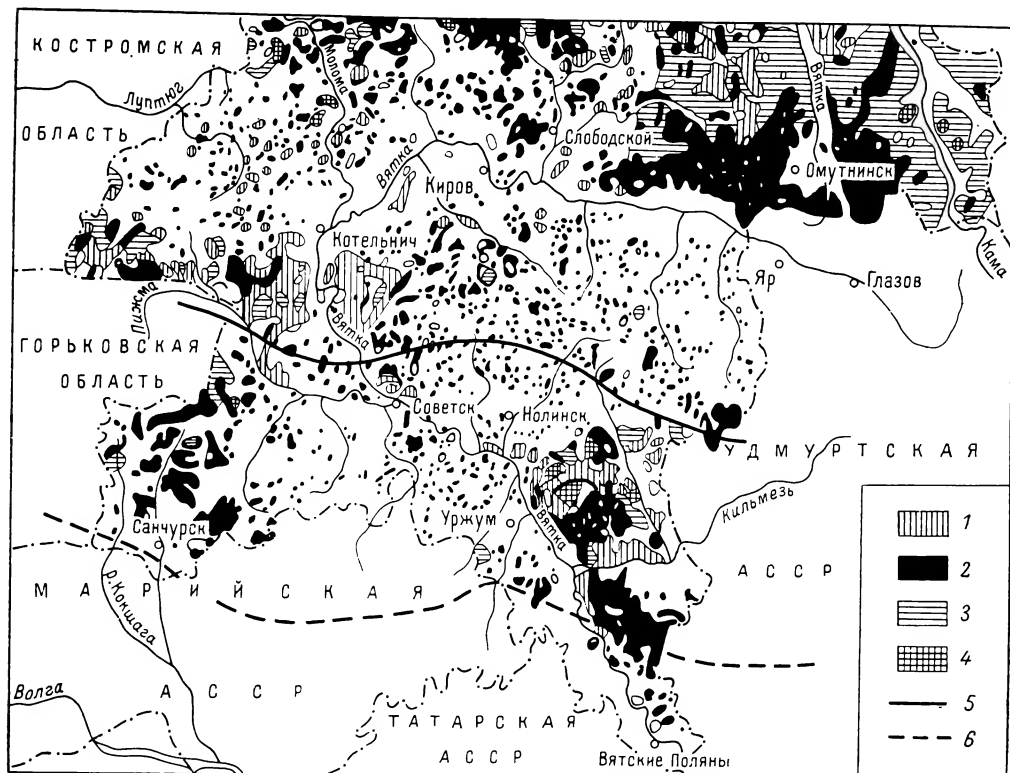 КОСТРОМСКАЯ
Молома
Вятка
Луптюг
ОБЛАСТЬ
Слободской
Вятка
Киров
Омутнинск
Котельнич
Кама
Яр
Глазов
Пижма
Вятка
ГОРЬКОВСКАЯ
ОБЛАСТЬ
Советск
Нолинск
УДМУРТСКАЯ
Кильмезь
Санчурск
Уржум
Вятка
1
АССР
2
МАРИЙСКАЯ
р. Кокшага
3
4
Волга
АССР
5
ТАТАРСКАЯ
6
АССР
Вятские Поляны